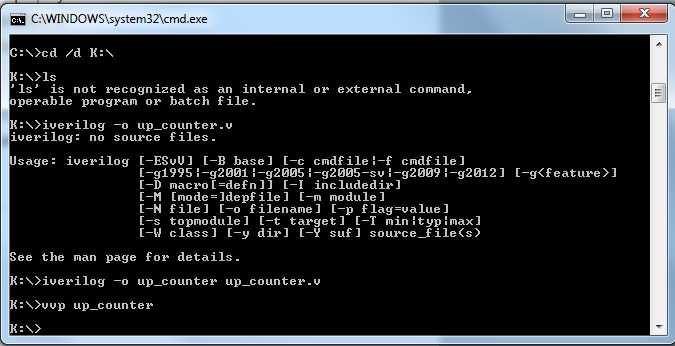 C:\WINDOWS\system32\cmd.exe
C:\>cd /d K:\
K:\>ls
'ls' is not recognized as an internal or external command,
operable program or batch file.
K:\>iverilog -o up_counter.v
iverilog: no source files.
Usage: iverilog [-ESvV] [-B base] [-c cmdfile|-f cmdfile]
[-g1995|-g2001|-g2005|-g2005-sv|-g2009|-g2012] [-g<feature>]
[-D macro[=defn]] [-I includedir]
[-M [mode=]depfile] [-m module]
[-N file] [-o filename] [-p flag=value]
[-s topmodule] [-t target] [-T min|typ|max]
[-W class] [-y dir] [-Y suf] source_file(s)
See the man page for details.
K:\>iverilog -o up_counter up_counter.v
K:\>vvp up_counter
K:\>